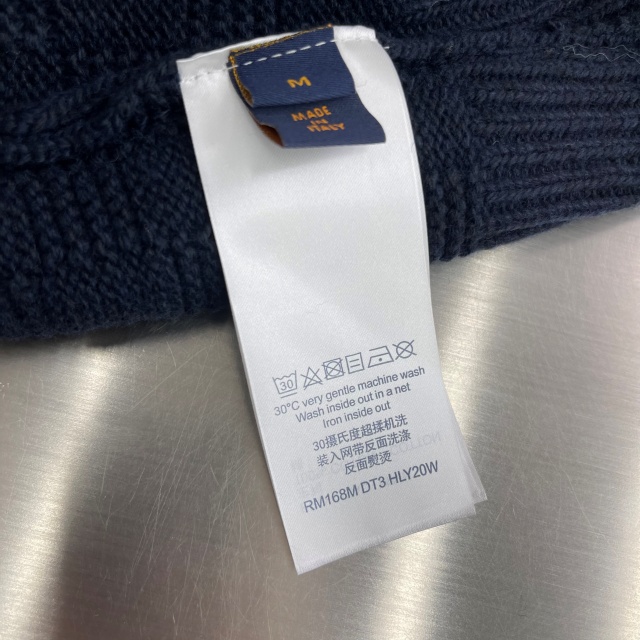 M
MADE
IN
ITALY
30
30°C very gentle machine wash
Wash inside out in a net
Iron inside out
30摄氏度超揉机洗
装入网带反面洗涤
反面熨烫
RM168M DT3 HLY20W